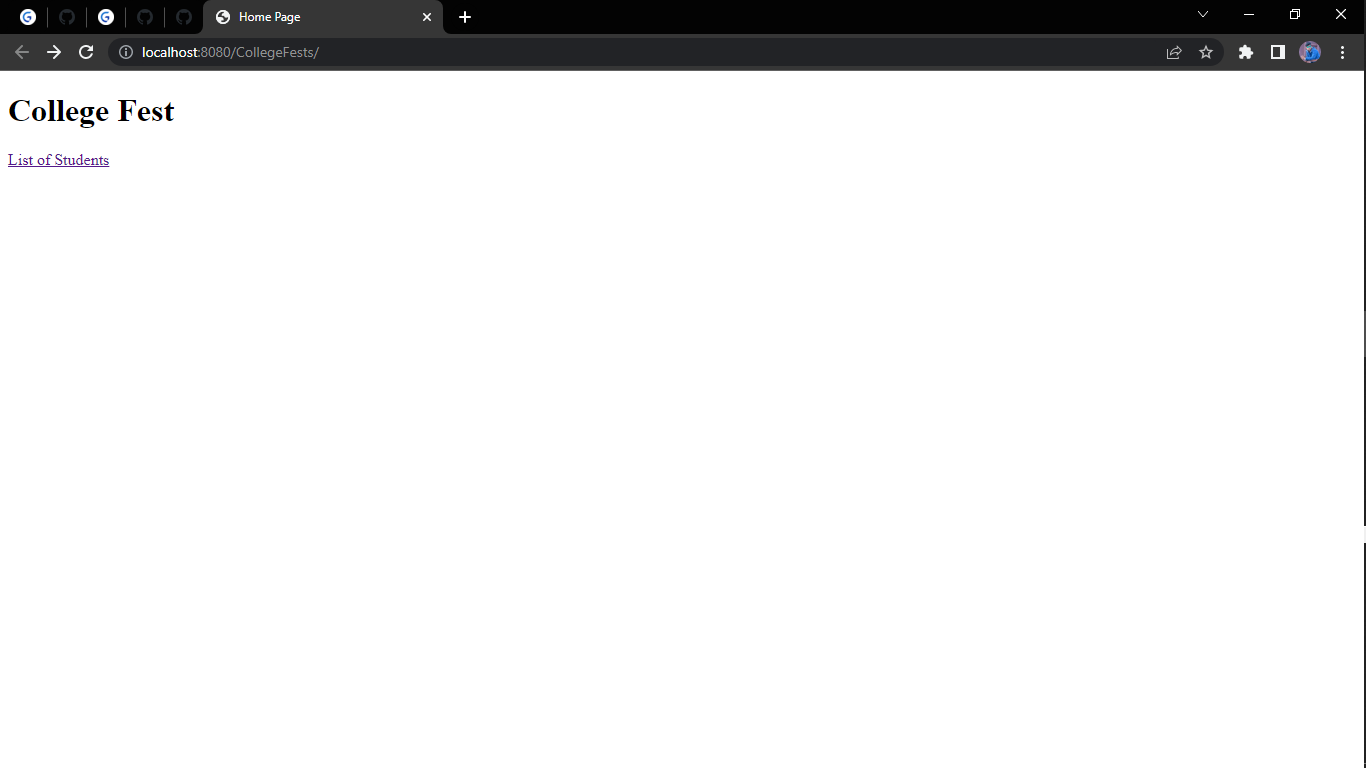 Home Page
localhost:8080/CollegeFests/
College Fest
List of Students